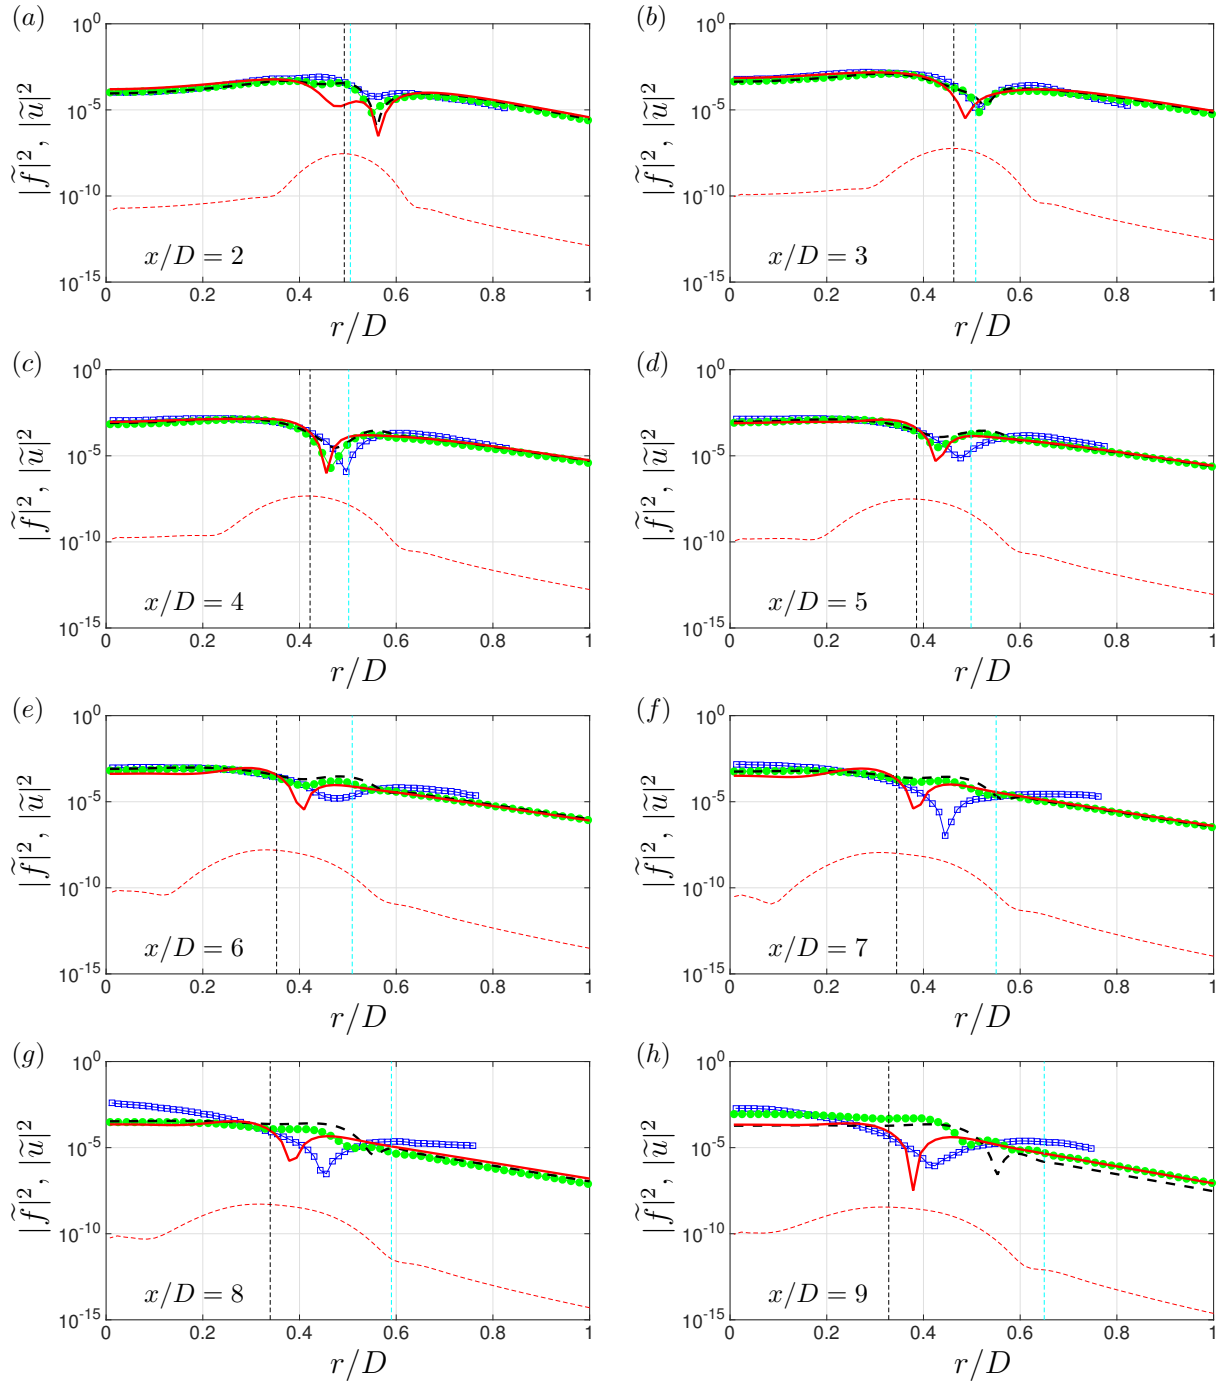 (a)
10^0
10^-5
10^-10
10^-15
|f̃|^2, |ũ|^2
x/D = 2
0 0.2 0.4 0.6 0.8 1
r/D
(b)
10^0
10^-5
10^-10
10^-15
|f̃|^2, |ũ|^2
x/D = 3
0 0.2 0.4 0.6 0.8 1
r/D
(c)
10^0
10^-5
10^-10
10^-15
|f̃|^2, |ũ|^2
x/D = 4
0 0.2 0.4 0.6 0.8 1
r/D
(d)
10^0
10^-5
10^-10
10^-15
|f̃|^2, |ũ|^2
x/D = 5
0 0.2 0.4 0.6 0.8 1
r/D
(e)
10^0
10^-5
10^-10
10^-15
|f̃|^2, |ũ|^2
x/D = 6
0 0.2 0.4 0.6 0.8 1
r/D
(f)
10^0
10^-5
10^-10
10^-15
|f̃|^2, |ũ|^2
x/D = 7
0 0.2 0.4 0.6 0.8 1
r/D
(g)
10^0
10^-5
10^-10
10^-15
|f̃|^2, |ũ|^2
x/D = 8
0 0.2 0.4 0.6 0.8 1
r/D
(h)
10^0
10^-5
10^-10
10^-15
|f̃|^2, |ũ|^2
x/D = 9
0 0.2 0.4 0.6 0.8 1
r/D